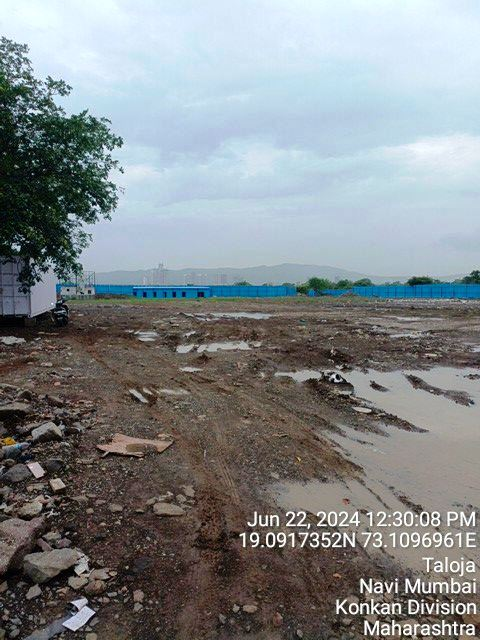 Jun 22, 2024 12:30:08 PM
19.0917352N 73.1096961E
Taloja
Navi Mumbai
Konkan Division
Maharashtra